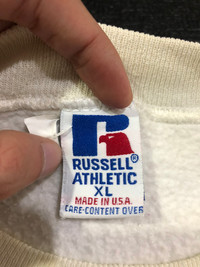 RUSSELL®
ATHLETIC
XL
MADE IN U.S.A.
CARE-CONTENT OVER